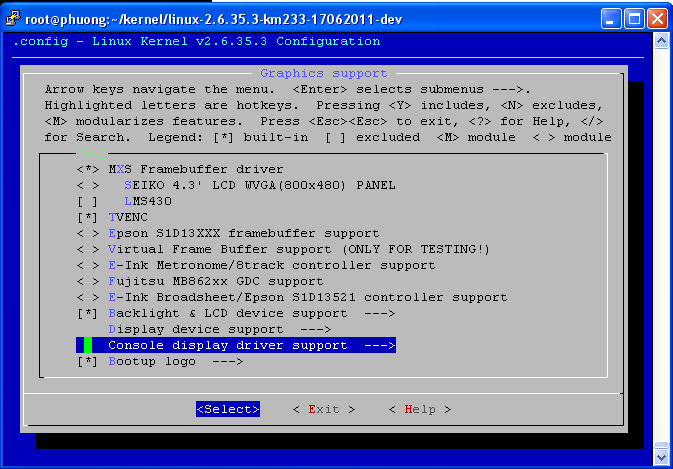 root@phuong:~/kernel/linux-2.6.35.3-km233-17062011-dev
.config - Linux Kernel v2.6.35.3 Configuration
Graphics support
Arrow keys navigate the menu.  <Enter> selects submenus --->.
Highlighted letters are hotkeys.  Pressing <Y> includes, <N> excludes,
<M> modularizes features.  Press <Esc><Esc> to exit, <?> for Help, </>
for Search.  Legend: [*] built-in  [ ] excluded  <M> module  < > module
<*> MXS Framebuffer driver
< >   SEIKO 4.3' LCD WVGA(800x480) PANEL
[ ]   LMS430
[*] TVENC
< > Epson S1D13XXX framebuffer support
< > Virtual Frame Buffer support (ONLY FOR TESTING!)
< > E-Ink Metronome/8track controller support
< > Fujitsu MB862xx GDC support
< > E-Ink Broadsheet/Epson S1D13521 controller support
[*] Backlight & LCD device support  --->
Display device support  --->
Console display driver support  --->
[*] Bootup logo  --->
<Select>    < Exit >    < Help >